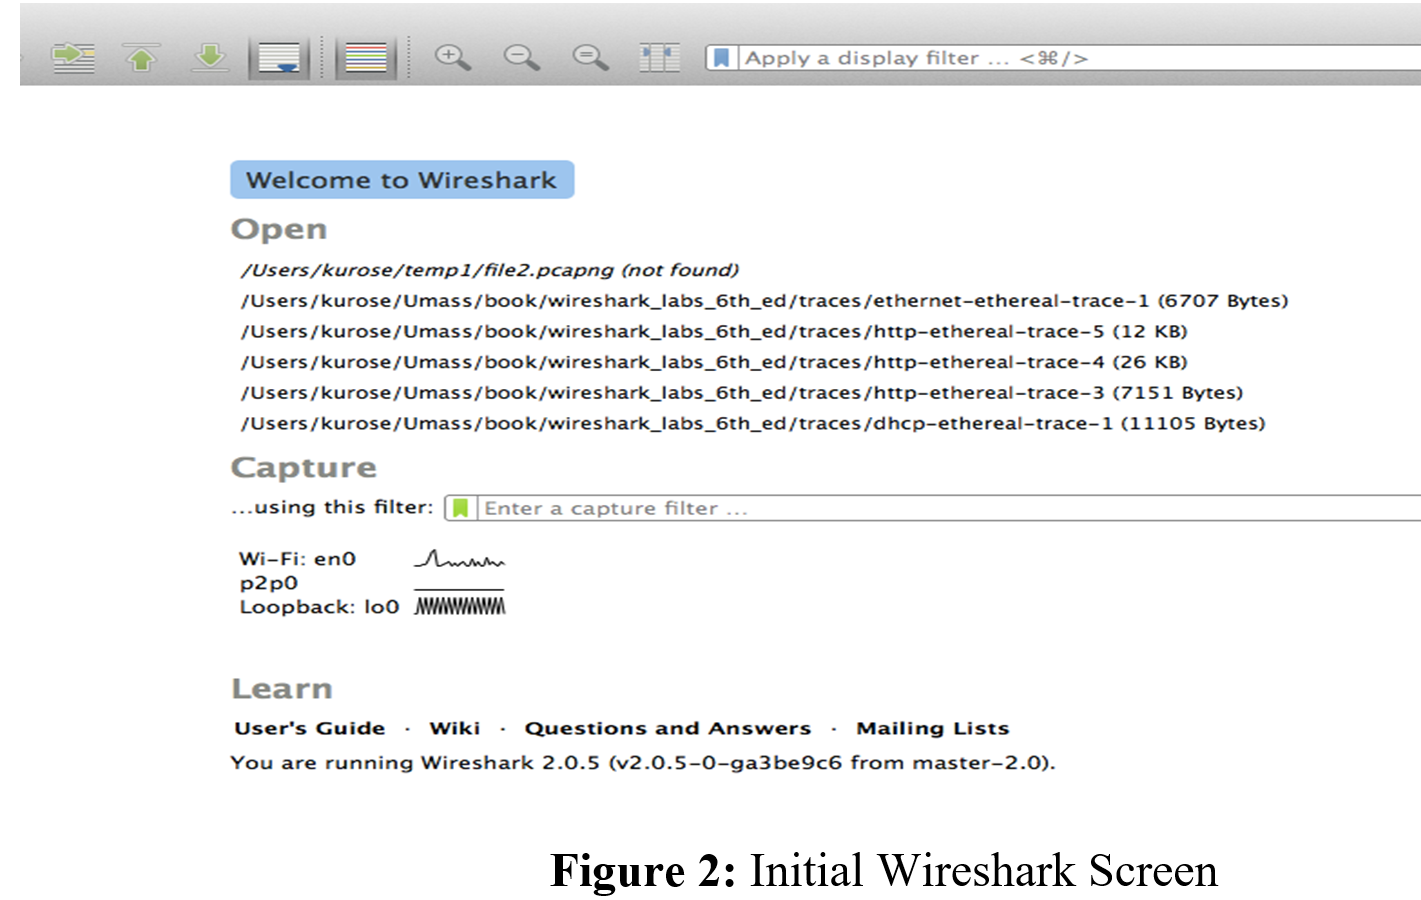 Apply a display filter ... <⌘/>
Welcome to Wireshark
Open
/Users/kurose/temp1/file2.pcapng (not found)
/Users/kurose/Umass/book/wireshark_labs_6th_ed/traces/ethernet-ethereal-trace-1 (6707 Bytes)
/Users/kurose/Umass/book/wireshark_labs_6th_ed/traces/http-ethereal-trace-5 (12 KB)
/Users/kurose/Umass/book/wireshark_labs_6th_ed/traces/http-ethereal-trace-4 (26 KB)
/Users/kurose/Umass/book/wireshark_labs_6th_ed/traces/http-ethereal-trace-3 (7151 Bytes)
/Users/kurose/Umass/book/wireshark_labs_6th_ed/traces/dhcp-ethereal-trace-1 (11105 Bytes)
Capture
...using this filter: Enter a capture filter ...
Wi-Fi: en0
p2p0
Loopback: lo0
Learn
User's Guide · Wiki · Questions and Answers · Mailing Lists
You are running Wireshark 2.0.5 (v2.0.5-0-ga3be9c6 from master-2.0).
Figure 2: Initial Wireshark Screen